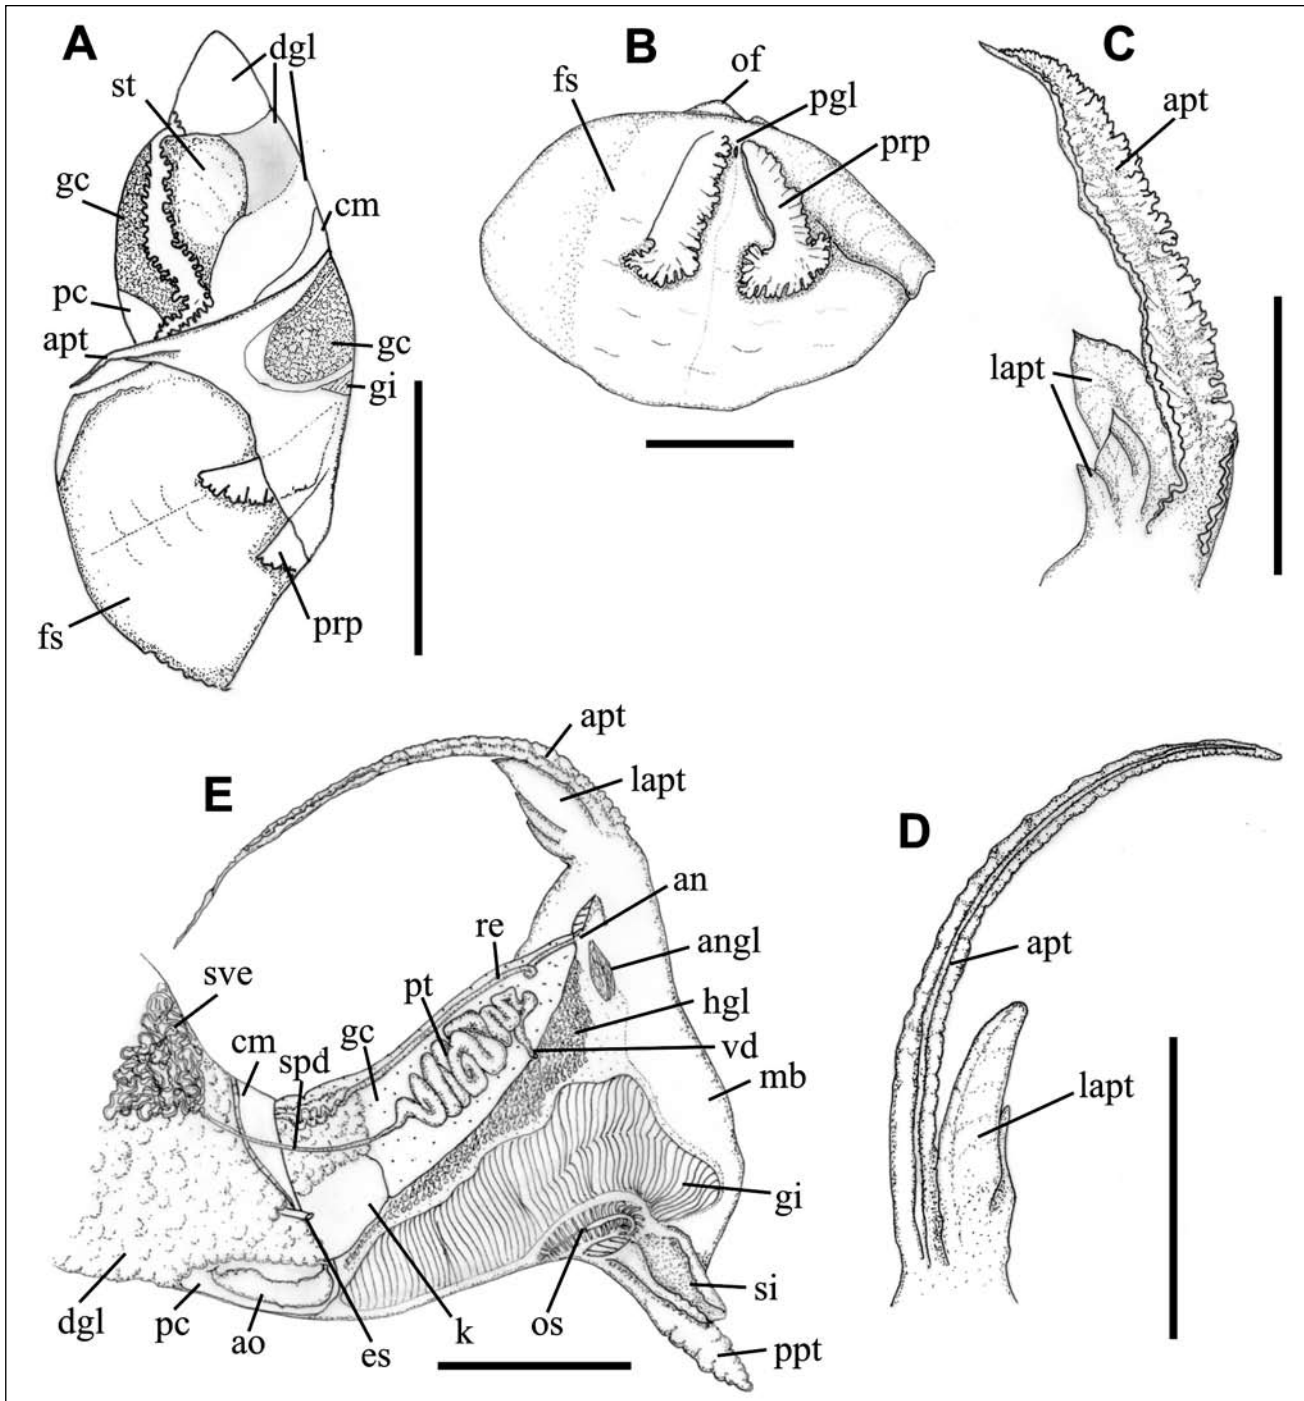 A
dgl
st
gc
cm
pc
apt
gc
gi
fs
prp
B
of
fs
pgl
prp
C
apt
lapt
E
apt
lapt
an
re
angl
sve
pt
hgl
cm
spd
gc
vd
mb
gi
si
dgl
pc
ao
es
k
os
ppt
D
apt
lapt